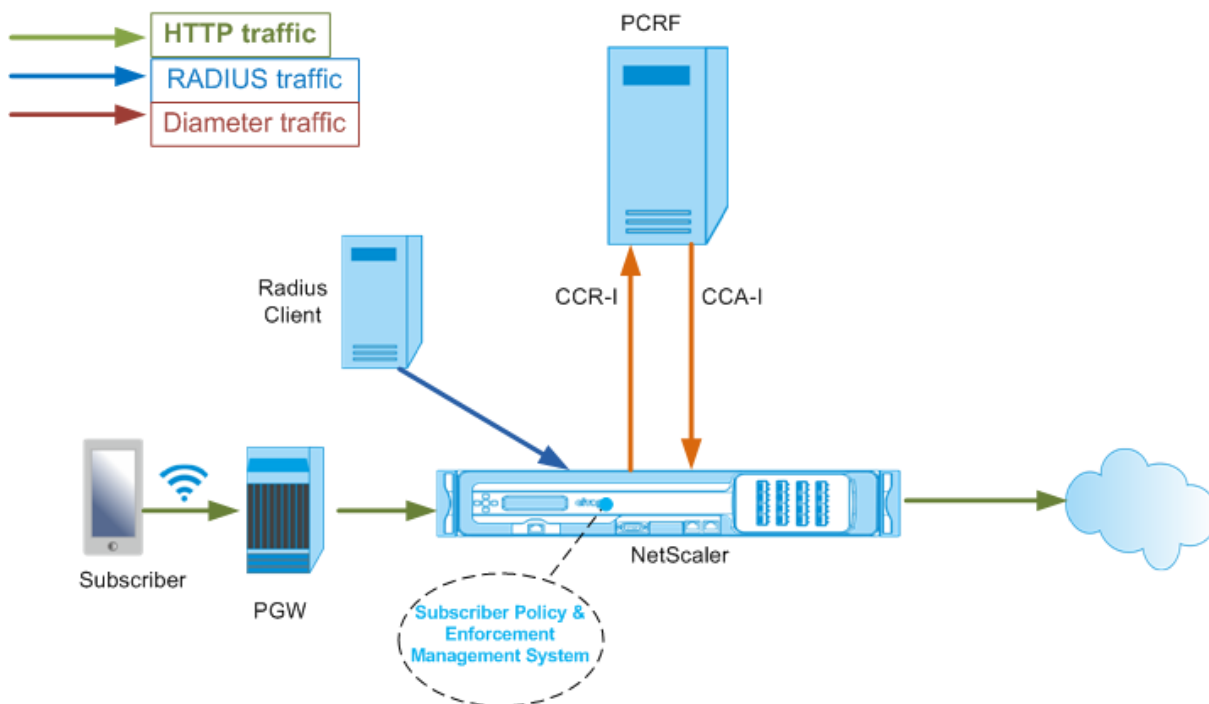 HTTP traffic
RADIUS traffic
Diameter traffic
PCRF
Radius
Client
CCR-I
CCA-I
Subscriber
PGW
NetScaler
Subscriber Policy &
Enforcement
Management System